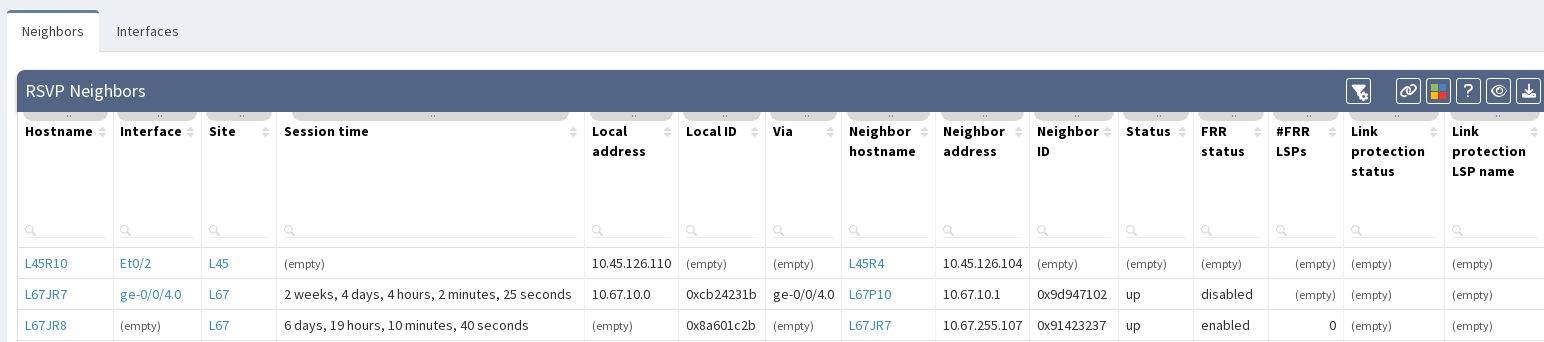 Neighbors Interfaces
RSVP Neighbors
Hostname Interface Site Session time Local address Local ID Via Neighbor hostname Neighbor address Neighbor ID Status FRR status #FRR LSPs Link protection status Link protection LSP name
L45R10 Et0/2 L45 (empty) 10.45.126.110 (empty) (empty) L45R4 10.45.126.104 (empty) (empty) (empty) (empty) (empty) (empty)
L67JR7 ge-0/0/4.0 L67 2 weeks, 4 days, 4 hours, 2 minutes, 25 seconds 10.67.10.0 0xcb24231b ge-0/0/4.0 L67P10 10.67.10.1 0x9d947102 up disabled (empty) (empty) (empty)
L67JR8 (empty) L67 6 days, 19 hours, 10 minutes, 40 seconds (empty) 0x8a601c2b (empty) L67JR7 10.67.255.107 0x91423237 up enabled 0 (empty) (empty)